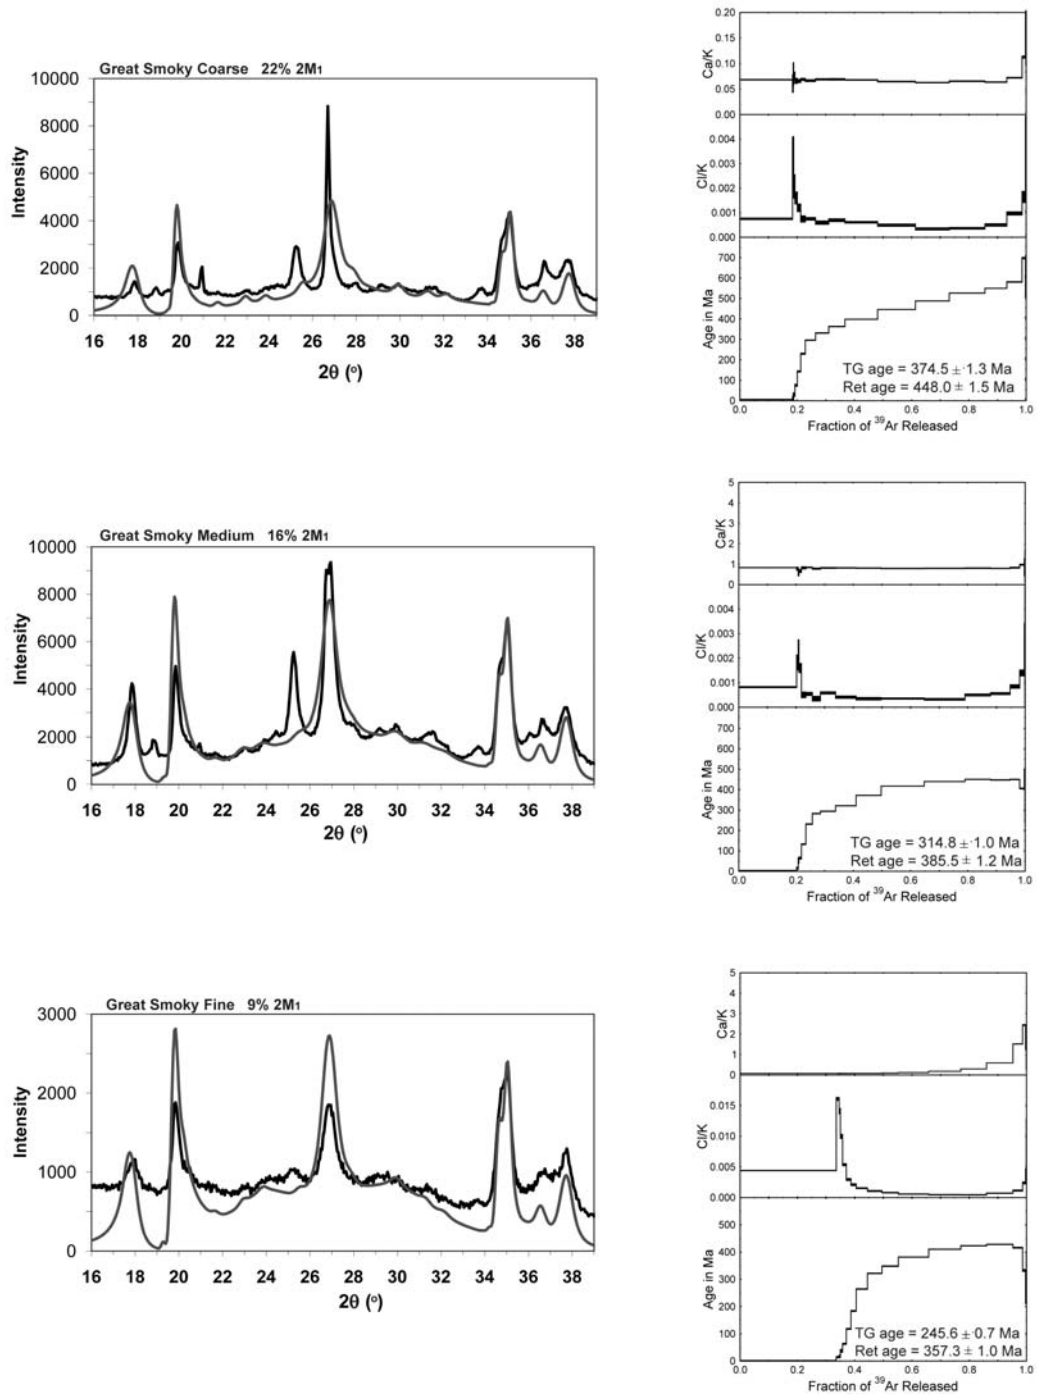 Great Smoky Coarse 22% 2M1
Intensity
10000
8000
6000
4000
2000
0
16 18 20 22 24 26 28 30 32 34 36 38
2θ (o)
Ca/K
0.20
0.15
0.10
0.05
0.00
Cl/K
0.004
0.003
0.002
0.001
0.000
Age in Ma
700
600
500
400
300
200
100
0
TG age = 374.5 ± 1.3 Ma
Ret age = 448.0 ± 1.5 Ma
0.0 0.2 0.4 0.6 0.8 1.0
Fraction of 39Ar Released
Great Smoky Medium 16% 2M1
Intensity
10000
8000
6000
4000
2000
0
16 18 20 22 24 26 28 30 32 34 36 38
2θ (o)
Ca/K
5
4
3
2
1
0
Cl/K
0.004
0.003
0.002
0.001
0.000
Age in Ma
700
600
500
400
300
200
100
0
TG age = 314.8 ± 1.0 Ma
Ret age = 385.5 ± 1.2 Ma
0.0 0.2 0.4 0.6 0.8 1.0
Fraction of 39Ar Released
Great Smoky Fine 9% 2M1
Intensity
3000
2000
1000
0
16 18 20 22 24 26 28 30 32 34 36 38
2θ (o)
Ca/K
5
4
3
2
1
0
Cl/K
0.015
0.010
0.005
0.000
Age in Ma
500
400
300
200
100
0
TG age = 245.6 ± 0.7 Ma
Ret age = 357.3 ± 1.0 Ma
0.0 0.2 0.4 0.6 0.8 1.0
Fraction of 39Ar Released